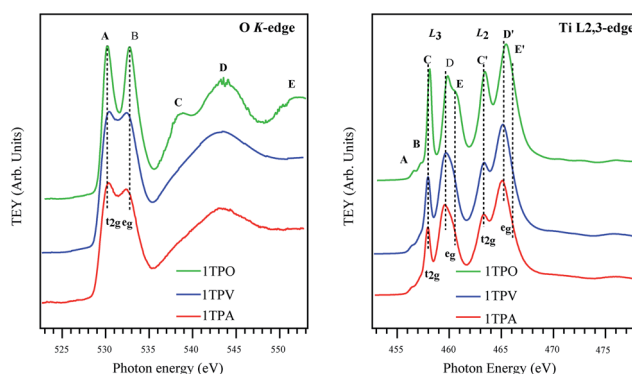 O K-edge
A
B
C
D
E
t2g eg
1TPO
1TPV
1TPA
TEY (Arb. Units)
525 530 535 540 545 550
Photon energy (eV)
Ti L2,3-edge
L3
L2
D'
E'
C
D
E
C'
B
A
t2g
eg
t2g
eg
1TPO
1TPV
1TPA
TEY (Arb. Units)
455 460 465 470 475
Photon Energy (eV)